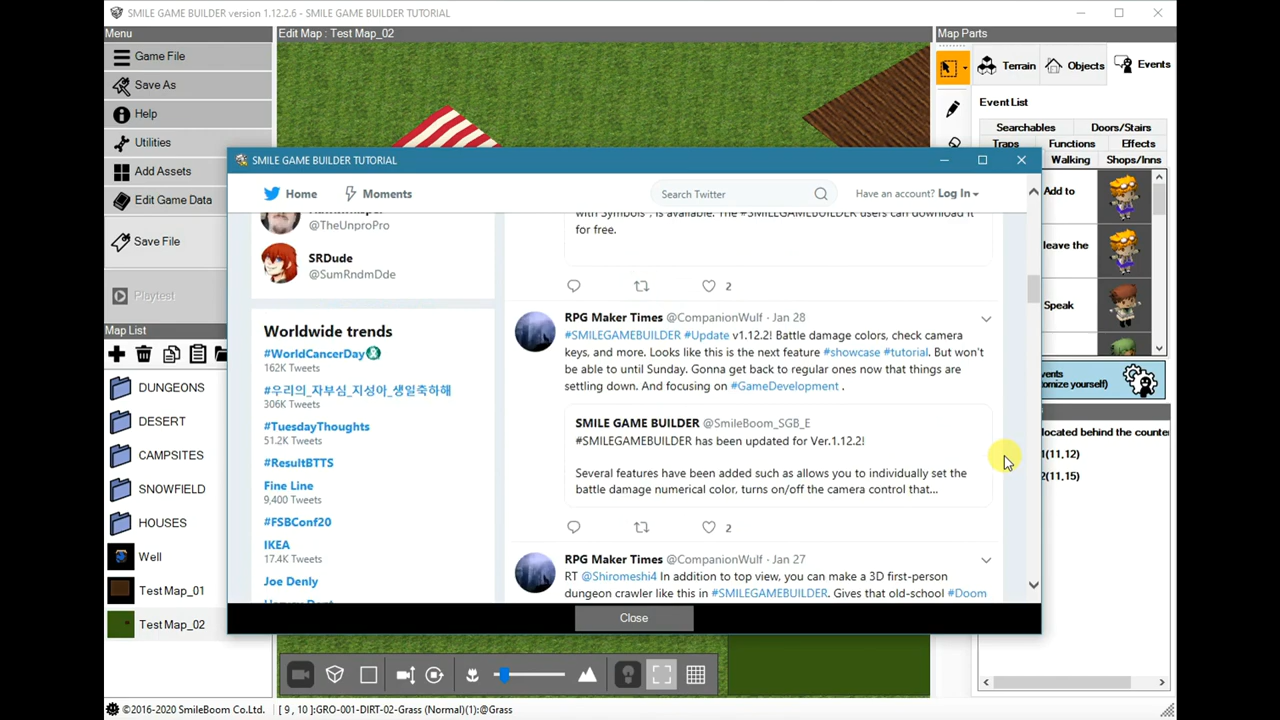 SMILE GAME BUILDER version 1.12.2.6 - SMILE GAME BUILDER TUTORIAL
Menu
Game File
Save As
Help
Utilities
Add Assets
Edit Game Data
Save File
Playtest
Map List
DUNGEONS
DESERT
CAMPSITES
SNOWFIELD
HOUSES
Well
Test Map_01
Test Map_02
Edit Map : Test Map_02
SMILE GAME BUILDER TUTORIAL
Home
Moments
Search Twitter
Have an account? Log In
@TheUnproPro
SRDude
@SumRndmDde
Worldwide trends
#WorldCancerDay
162K Tweets
#우리의_자부심_지성아_생일축하해
306K Tweets
#TuesdayThoughts
51.2K Tweets
#ResultBTTS
Fine Line
9,400 Tweets
#FSBConf20
IKEA
17.4K Tweets
Joe Denly
with Symbols", is available. The #SMILEGAMEBUILDER users can download it
for free.
2
RPG Maker Times @CompanionWulf · Jan 28
#SMILEGAMEBUILDER #Update v1.12.2! Battle damage colors, check camera
keys, and more. Looks like this is the next feature #showcase #tutorial. But won't
be able to until Sunday. Gonna get back to regular ones now that things are
settling down. And focusing on #GameDevelopment .
SMILE GAME BUILDER @SmileBoom_SGB_E
#SMILEGAMEBUILDER has been updated for Ver.1.12.2!
Several features have been added such as allows you to individually set the
battle damage numerical color, turns on/off the camera control that...
2
RPG Maker Times @CompanionWulf · Jan 27
RT @Shiromeshi4 In addition to top view, you can make a 3D first-person
dungeon crawler like this in #SMILEGAMEBUILDER. Gives that old-school #Doom
Close
Map Parts
Terrain
Objects
Events
Event List
Searchables
Doors/Stairs
Traps
Functions
Effects
Walking
Shops/Inns
Add to
leave the
Speak
vents
tomize yourself)
located behind the counte
1(11,12)
2(11,15)
©2016-2020 SmileBoom Co.Ltd.
[ 9 , 10 ]:GRO-001-DIRT-02-Grass (Normal)(1):@Grass